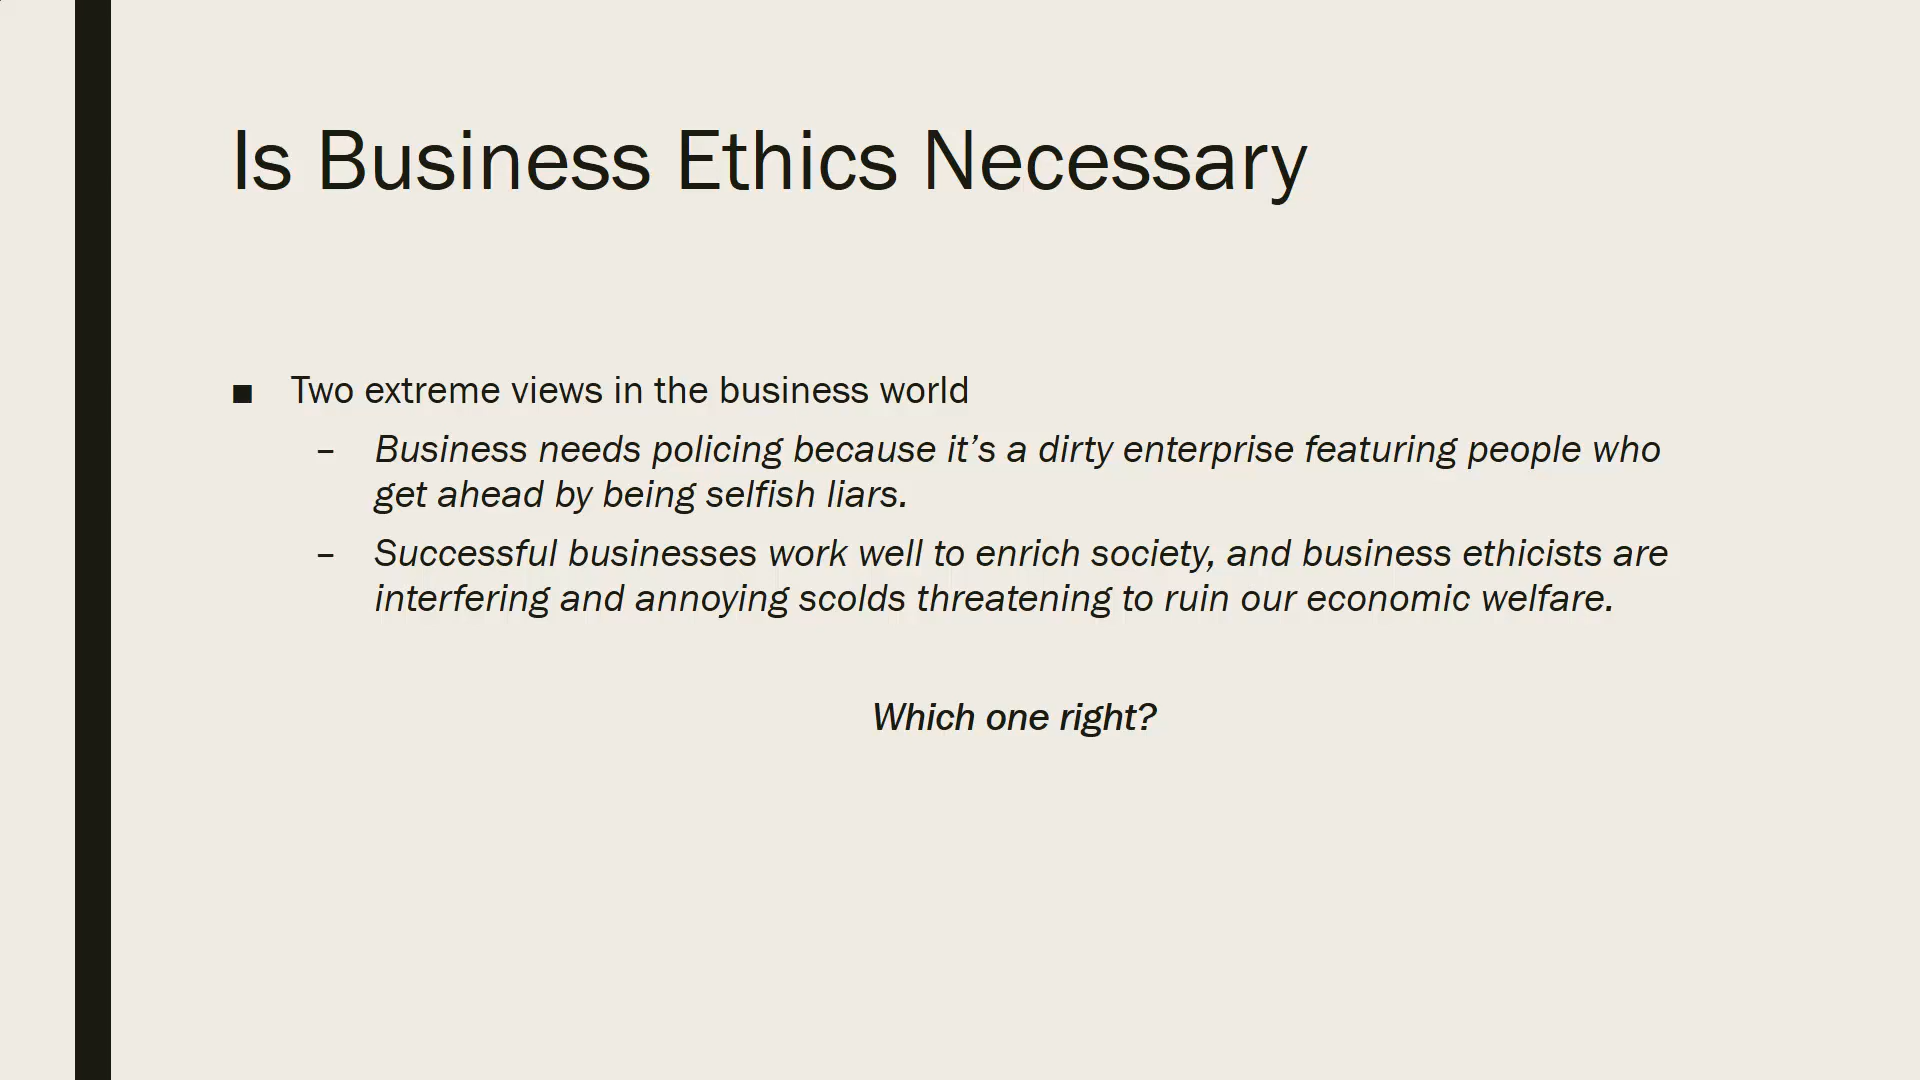 Is Business Ethics Necessary
■ Two extreme views in the business world
– Business needs policing because it’s a dirty enterprise featuring people who
get ahead by being selfish liars.
– Successful businesses work well to enrich society, and business ethicists are
interfering and annoying scolds threatening to ruin our economic welfare.
Which one right?